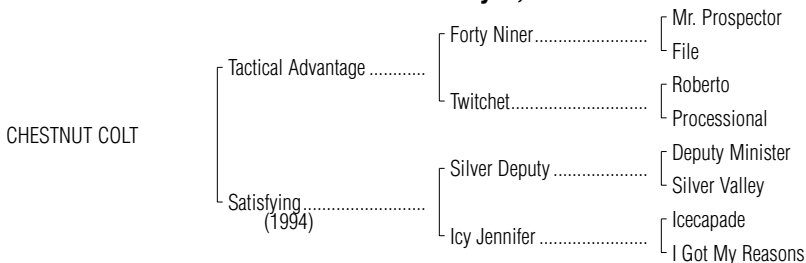 Mr. Prospector
Forty Niner..........................
File
Tactical Advantage ............
Roberto
Twitchet...............................
Processional
CHESTNUT COLT
Deputy Minister
Silver Deputy ......................
Silver Valley
Satisfying............................
(1994)
Icecapade
Icy Jennifer .........................
I Got My Reasons